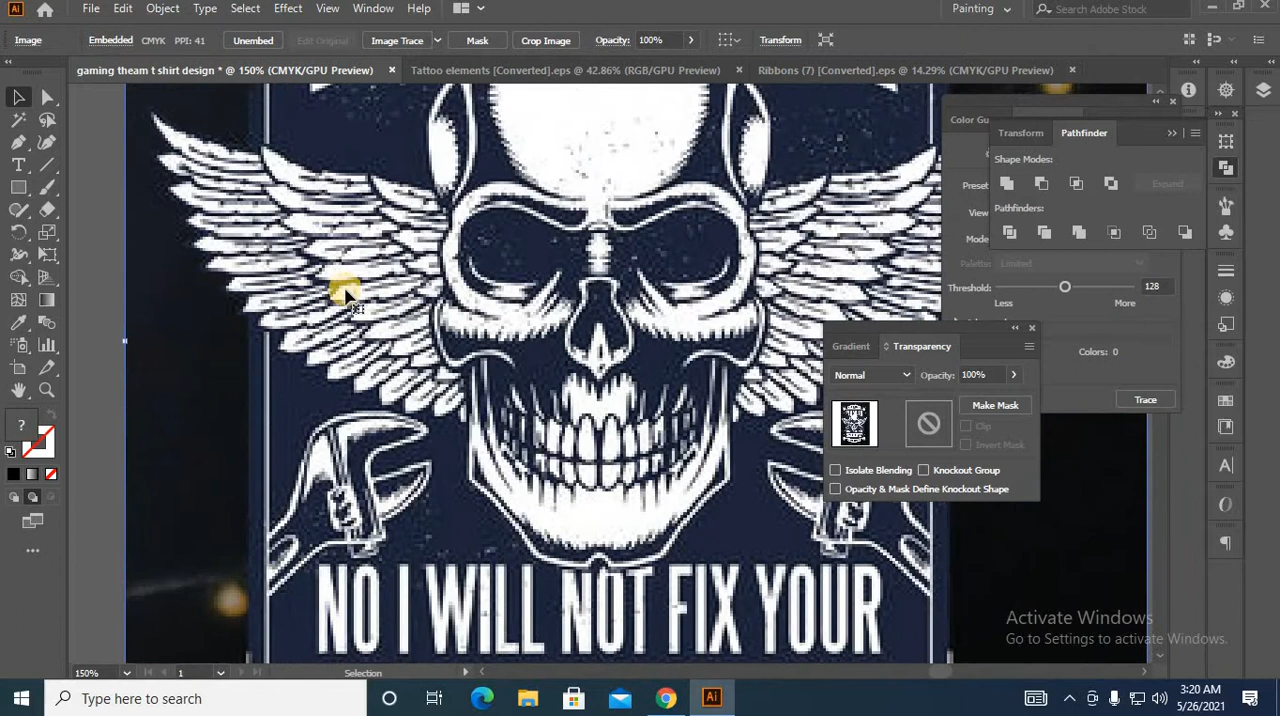 Ai File Edit Object Type Select Effect View Window Help Painting Search Adobe Stock
Image Embedded CMYK PPI: 41 Unembed Edit Original Image Trace Mask Crop Image Opacity: 100% Transform
gaming theam t shirt design * @ 150% (CMYK/GPU Preview) × Tattoo elements [Converted].eps @ 42.86% (RGB/GPU Preview) × Ribbons (7) [Converted].eps @ 14.29% (CMYK/GPU Preview) ×
Color Gu
Transform Pathfinder
Shape Modes:
Preset
Expand
View
Pathfinders:
Mode
Palette: Limited
Threshold: 128
Less More
Gradient Transparency
Colors: 0
Normal Opacity: 100%
Make Mask
Trace
Clip
Invert Mask
Isolate Blending Knockout Group
Opacity & Mask Define Knockout Shape
?
NO I WILL NOT FIX YOUR
Activate Windows
Go to Settings to activate Windows.
150% 1 Selection
Type here to search
Ai
3:20 AM
5/26/2021